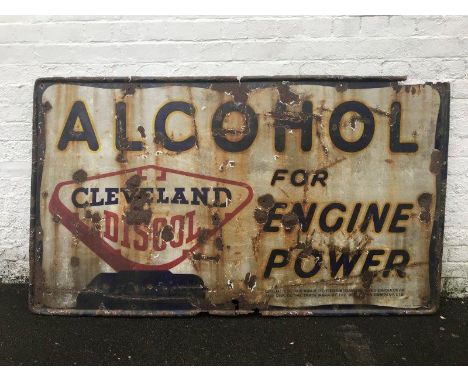 ALCOHOL
FOR
CLEVELAND
DISCOL
ENGINE
POWER